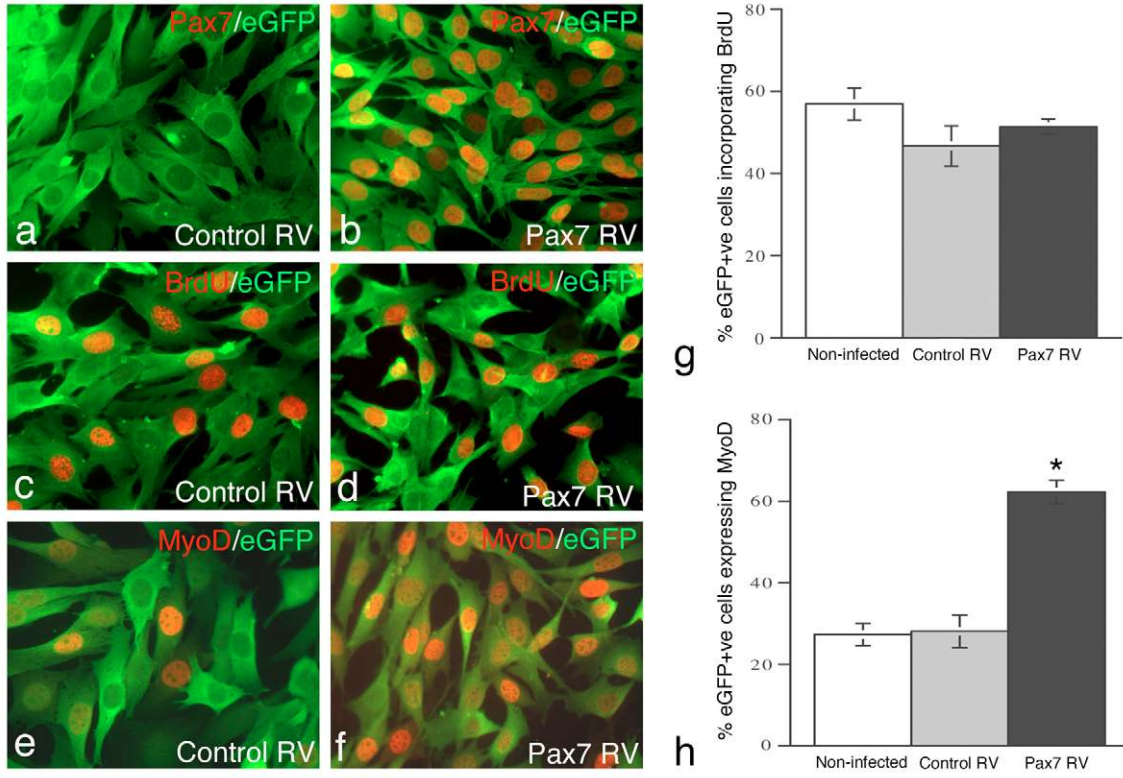 Pax7/eGFP
a
Control RV
Pax7/eGFP
b
Pax7 RV
BrdU/eGFP
c
Control RV
BrdU/eGFP
d
Pax7 RV
MyoD/eGFP
e
Control RV
MyoD/eGFP
f
Pax7 RV
% eGFP+ve cells incorporating BrdU
80
60
40
20
0
Non-infected Control RV Pax7 RV
g
% eGFP+ve cells expressing MyoD
80
60
40
20
0
*
Non-infected Control RV Pax7 RV
h